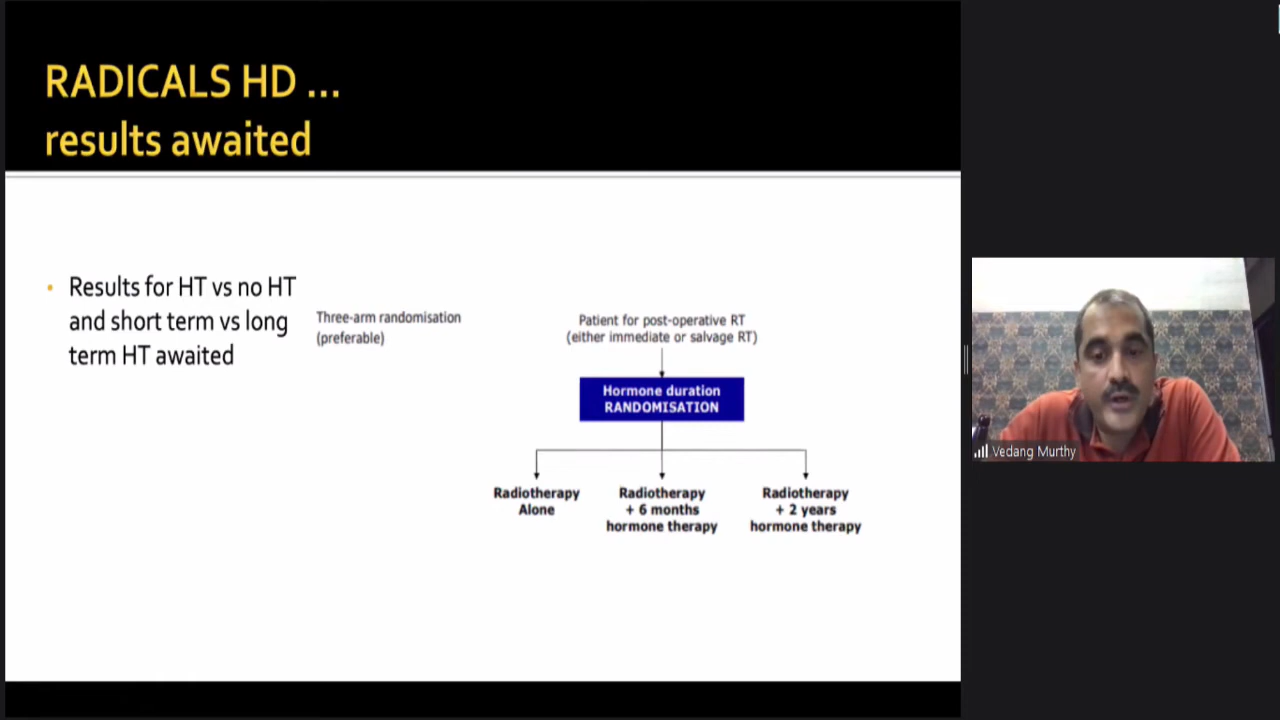 RADICALS HD ...
results awaited
• Results for HT vs no HT
and short term vs long
term HT awaited
Three-arm randomisation
(preferable)
Patient for post-operative RT
(either immediate or salvage RT)
Hormone duration
RANDOMISATION
Radiotherapy
Alone
Radiotherapy
+ 6 months
hormone therapy
Radiotherapy
+ 2 years
hormone therapy
Vedang Murthy